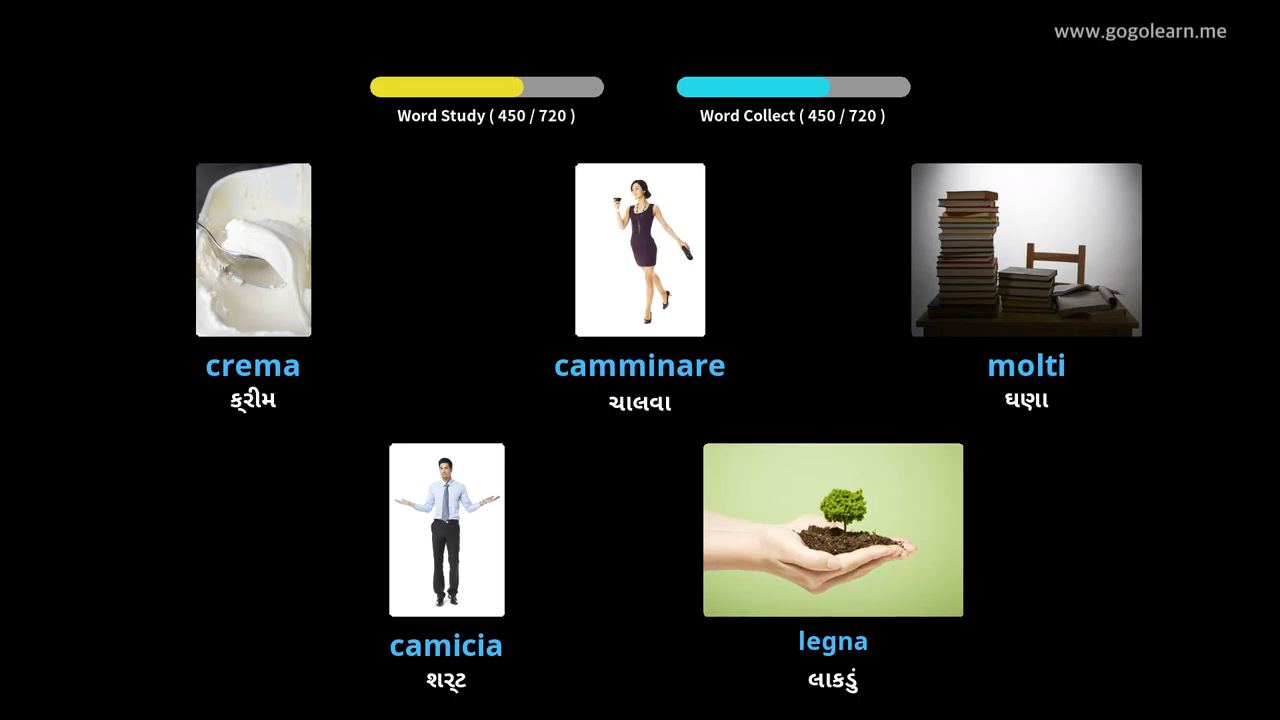 www.gogolearn.me
Word Study ( 450 / 720 )
Word Collect ( 450 / 720 )
crema
ક્રીમ
camminare
ચાલવા
molti
ઘણા
camicia
શર્ટ
legna
લાકડું